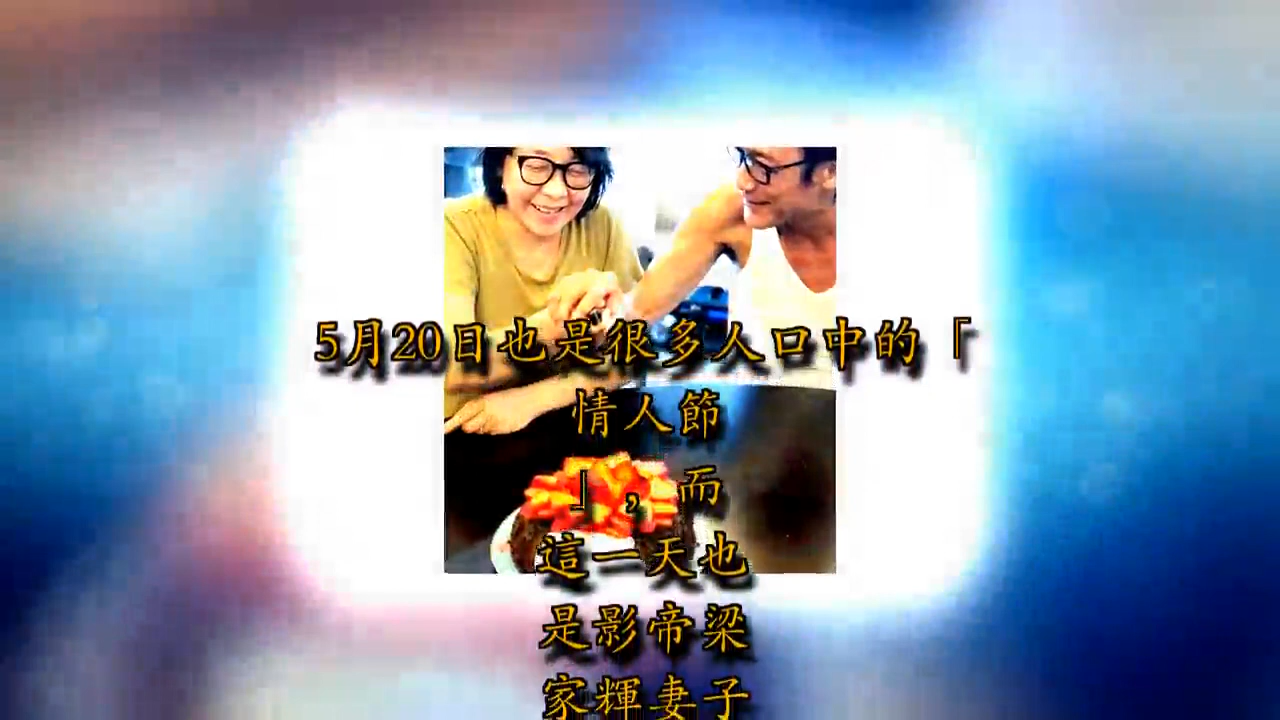 5月20日也是很多人口中的「
情人節
」，而
這一天也
是影帝梁
家輝妻子